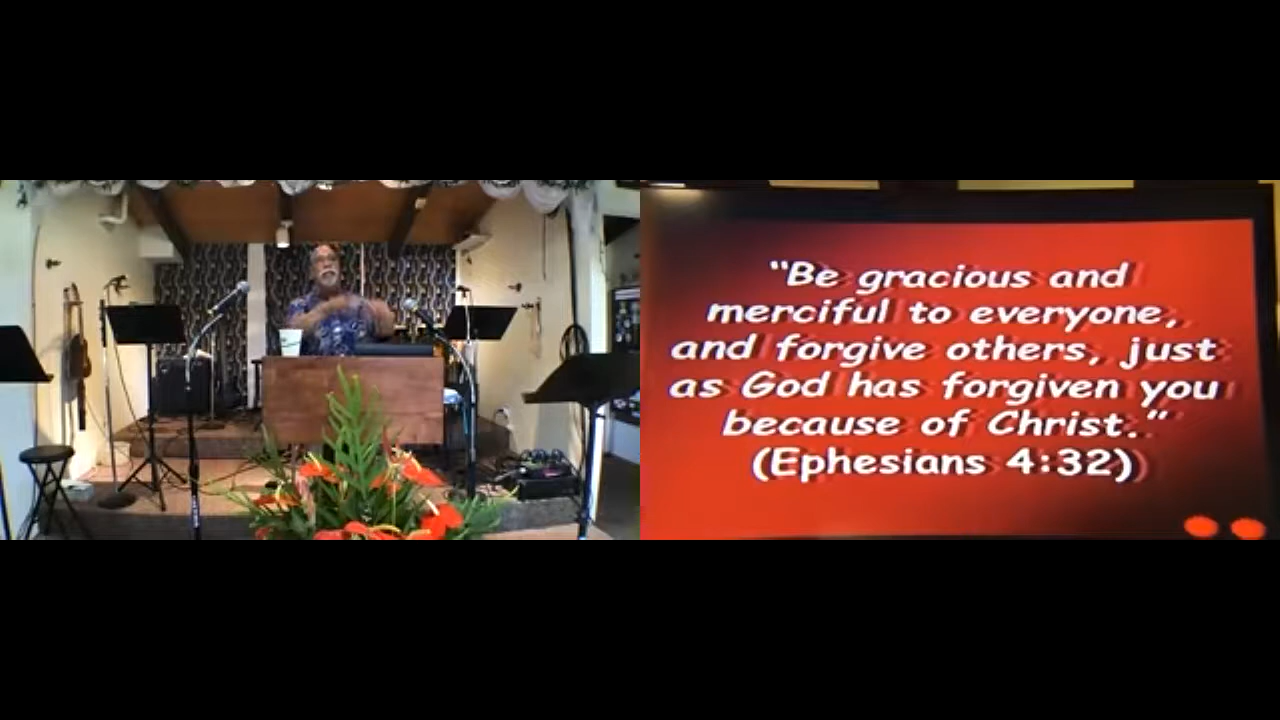 “Be gracious and
merciful to everyone,
and forgive others, just
as God has forgiven you
because of Christ.”
(Ephesians 4:32)